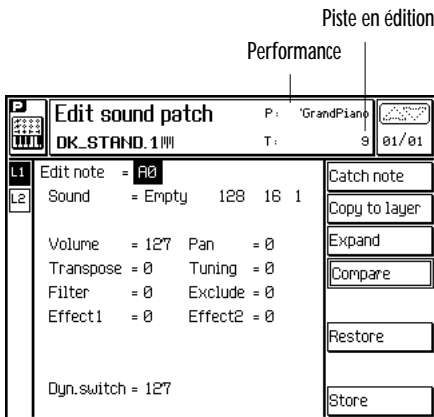 Piste en édition
Performance
P
Edit sound patch
P: 'GrandPiano
DK_STAND.1
T: 9
01/01
L1
Edit note = A0
Catch note
L2
Sound = Empty 128 16 1
Copy to layer
Volume = 127 Pan = 0
Expand
Transpose = 0 Tuning = 0
Compare
Filter = 0 Exclude = 0
Effect1 = 0 Effect2 = 0
Restore
Dyn.switch = 127
Store